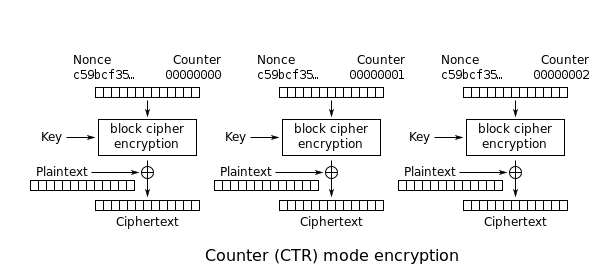 Nonce Counter Nonce Counter Nonce Counter
c59bcf35… 00000000 c59bcf35… 00000001 c59bcf35… 00000002
block cipher block cipher block cipher
Key Key Key
encryption encryption encryption
Plaintext Plaintext Plaintext
Ciphertext Ciphertext Ciphertext
Counter (CTR) mode encryption